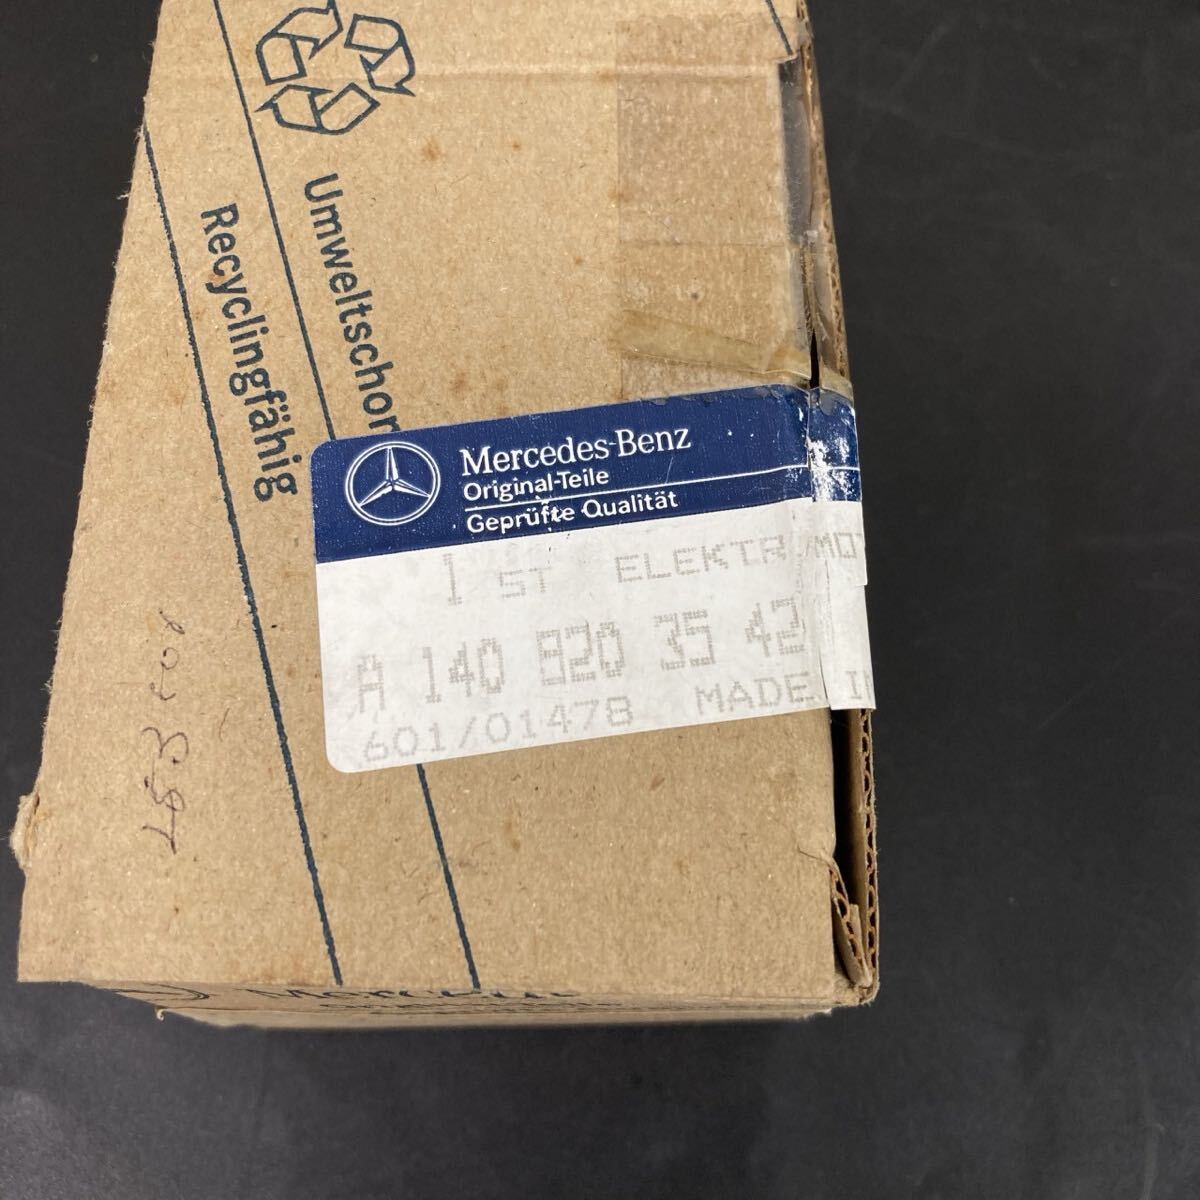 Umweltschon
Recyclingfähig
Mercedes-Benz
Original-Teile
Geprüfte Qualität
1 ST ELEKTR MOT
A 140 820 35 42
601/01478 MADE IN